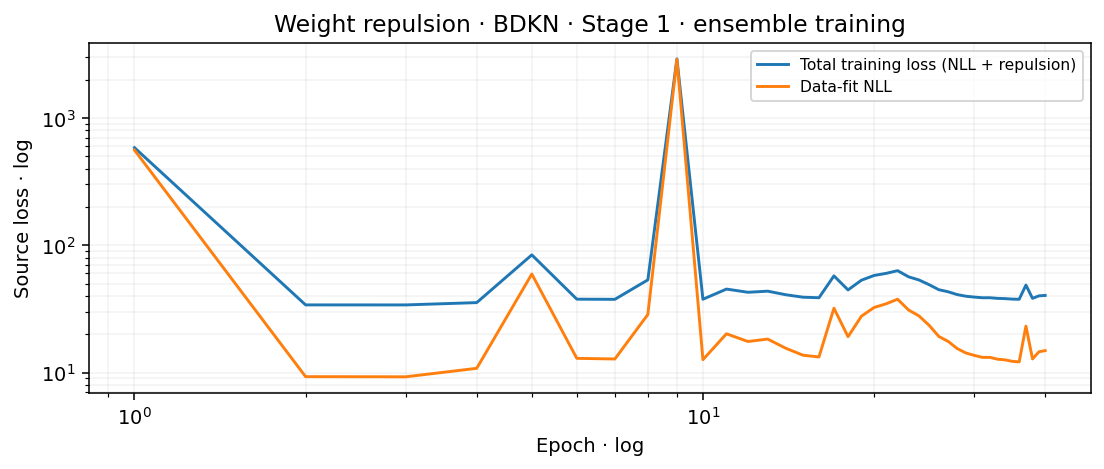 Weight repulsion · BDKN · Stage 1 · ensemble training
Total training loss (NLL + repulsion)
Data-fit NLL
Source loss · log
10³
10²
10¹
10⁰
10¹
Epoch · log